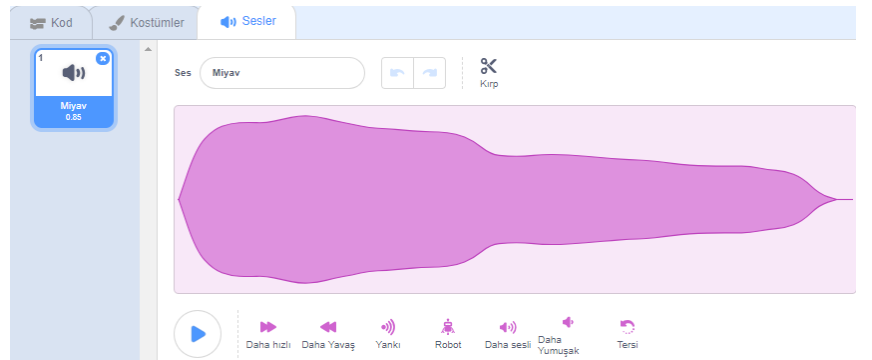 Kod
Kostümler
Sesler
1
Miyav
0.85
Ses
Miyav
Kırp
Daha hızlı
Daha Yavaş
Yankı
Robot
Daha sesli
Daha
Yumuşak
Tersi